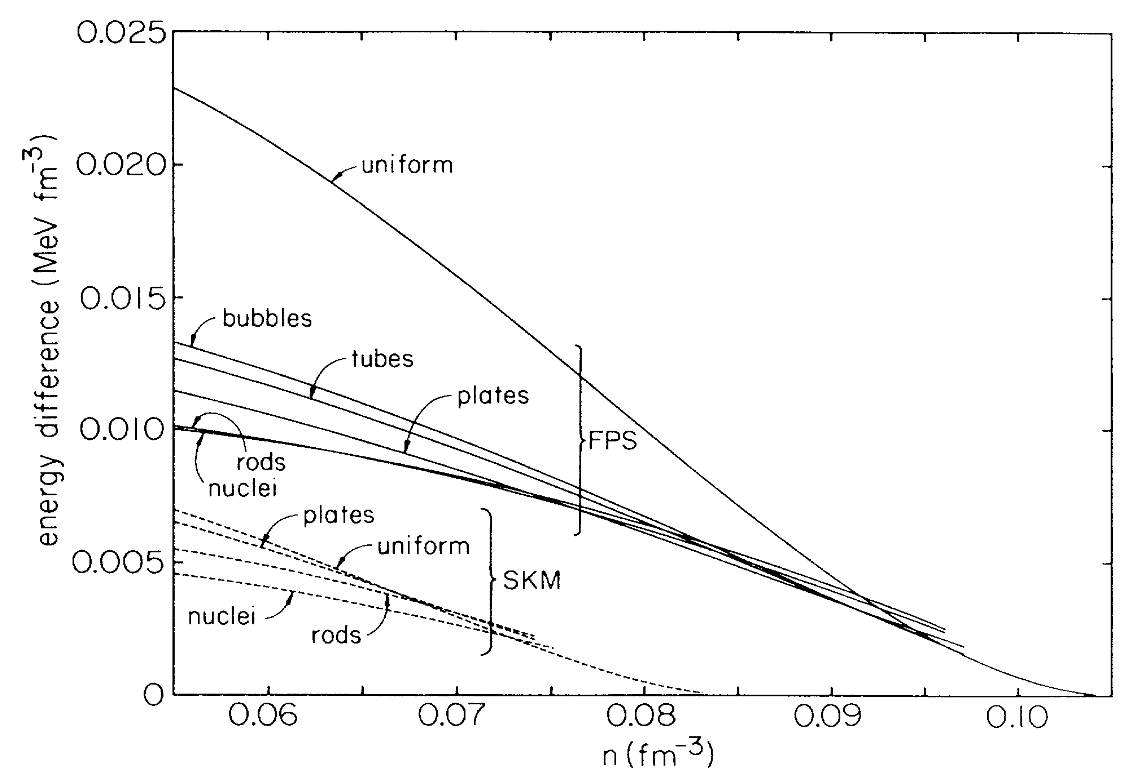 energy difference (MeV fm⁻³)
0.025
0.020
0.015
0.010
0.005
0
uniform
bubbles
tubes
plates
FPS
rods
nuclei
plates
uniform
SKM
nuclei
rods
0.06
0.07
0.08
0.09
0.10
n (fm⁻³)